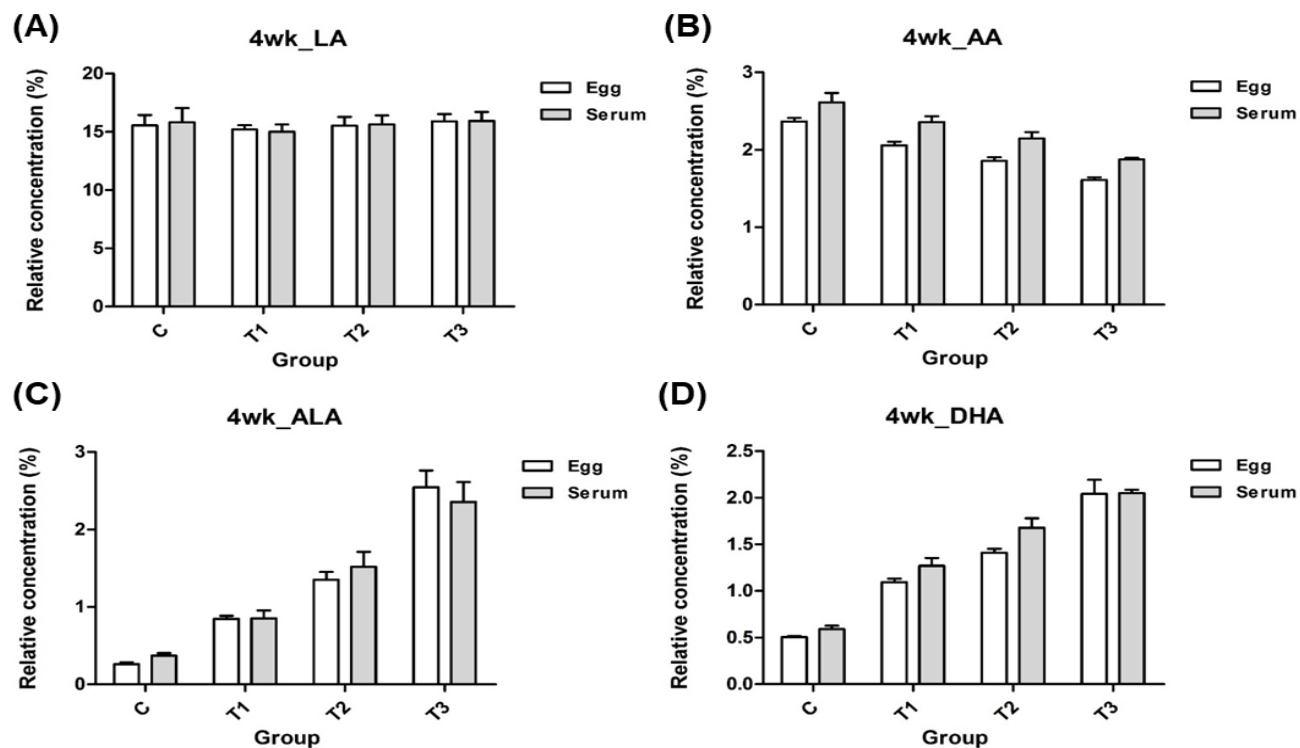 (A)
4wk_LA
Relative concentration (%)
20
15
10
5
0
C
T1
T2
T3
Group
Egg
Serum
(B)
4wk_AA
Relative concentration (%)
3
2
1
0
C
T1
T2
T3
Group
Egg
Serum
(C)
4wk_ALA
Relative concentration (%)
3
2
1
0
C
T1
T2
T3
Group
Egg
Serum
(D)
4wk_DHA
Relative concentration (%)
2.5
2.0
1.5
1.0
0.5
0.0
C
T1
T2
T3
Group
Egg
Serum